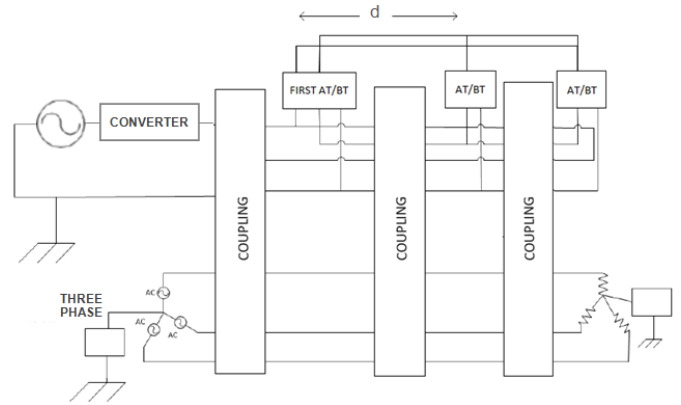 d
FIRST AT/BT
AT/BT
AT/BT
CONVERTER
COUPLING
COUPLING
COUPLING
THREE
PHASE
AC
AC
AC